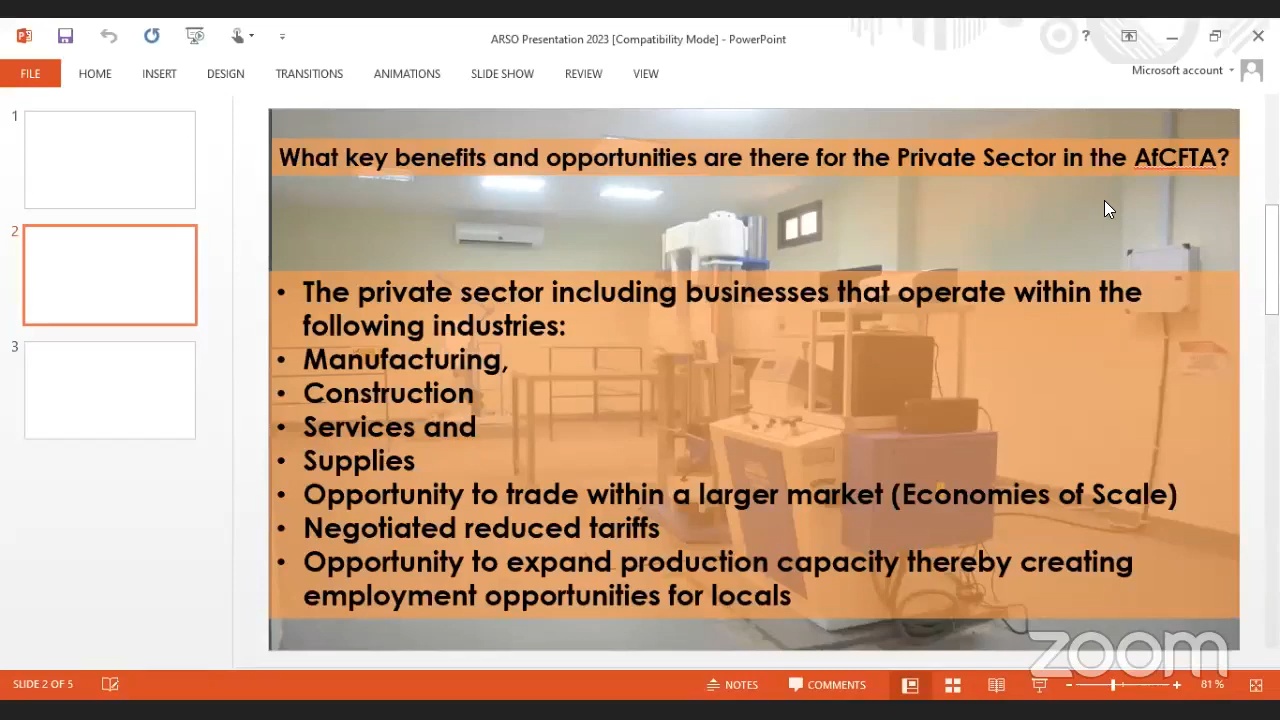 ARSO Presentation 2023 [Compatibility Mode] - PowerPoint
?
FILE HOME INSERT DESIGN TRANSITIONS ANIMATIONS SLIDE SHOW REVIEW VIEW
Microsoft account
1
2
3
What key benefits and opportunities are there for the Private Sector in the AfCFTA?
• The private sector including businesses that operate within the
following industries:
• Manufacturing,
• Construction
• Services and
• Supplies
• Opportunity to trade within a larger market (Economies of Scale)
• Negotiated reduced tariffs
• Opportunity to expand production capacity thereby creating
employment opportunities for locals
zoom
SLIDE 2 OF 5 NOTES COMMENTS 81%